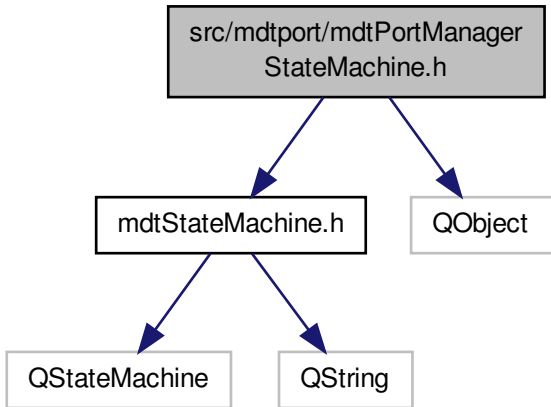 src/mdtport/mdtPortManager
StateMachine.h
mdtStateMachine.h
QObject
QStateMachine
QString